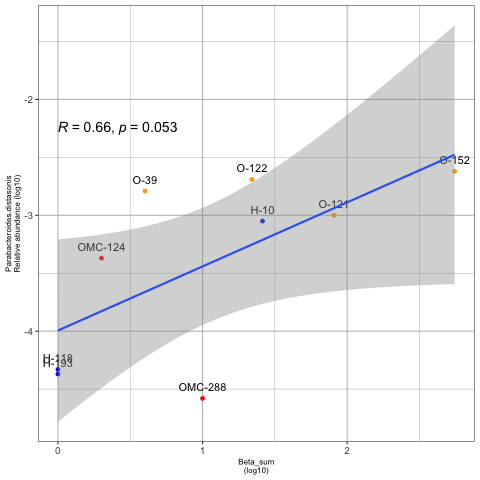 R = 0.66, p = 0.053
O-152
O-122
O-39
H-10
O-121
OMC-124
H-118
H-193
OMC-288
-2
-3
-4
0
1
2
Parabacteroides.distasonis
Relative abundance (log10)
Beta_sum
(log10)